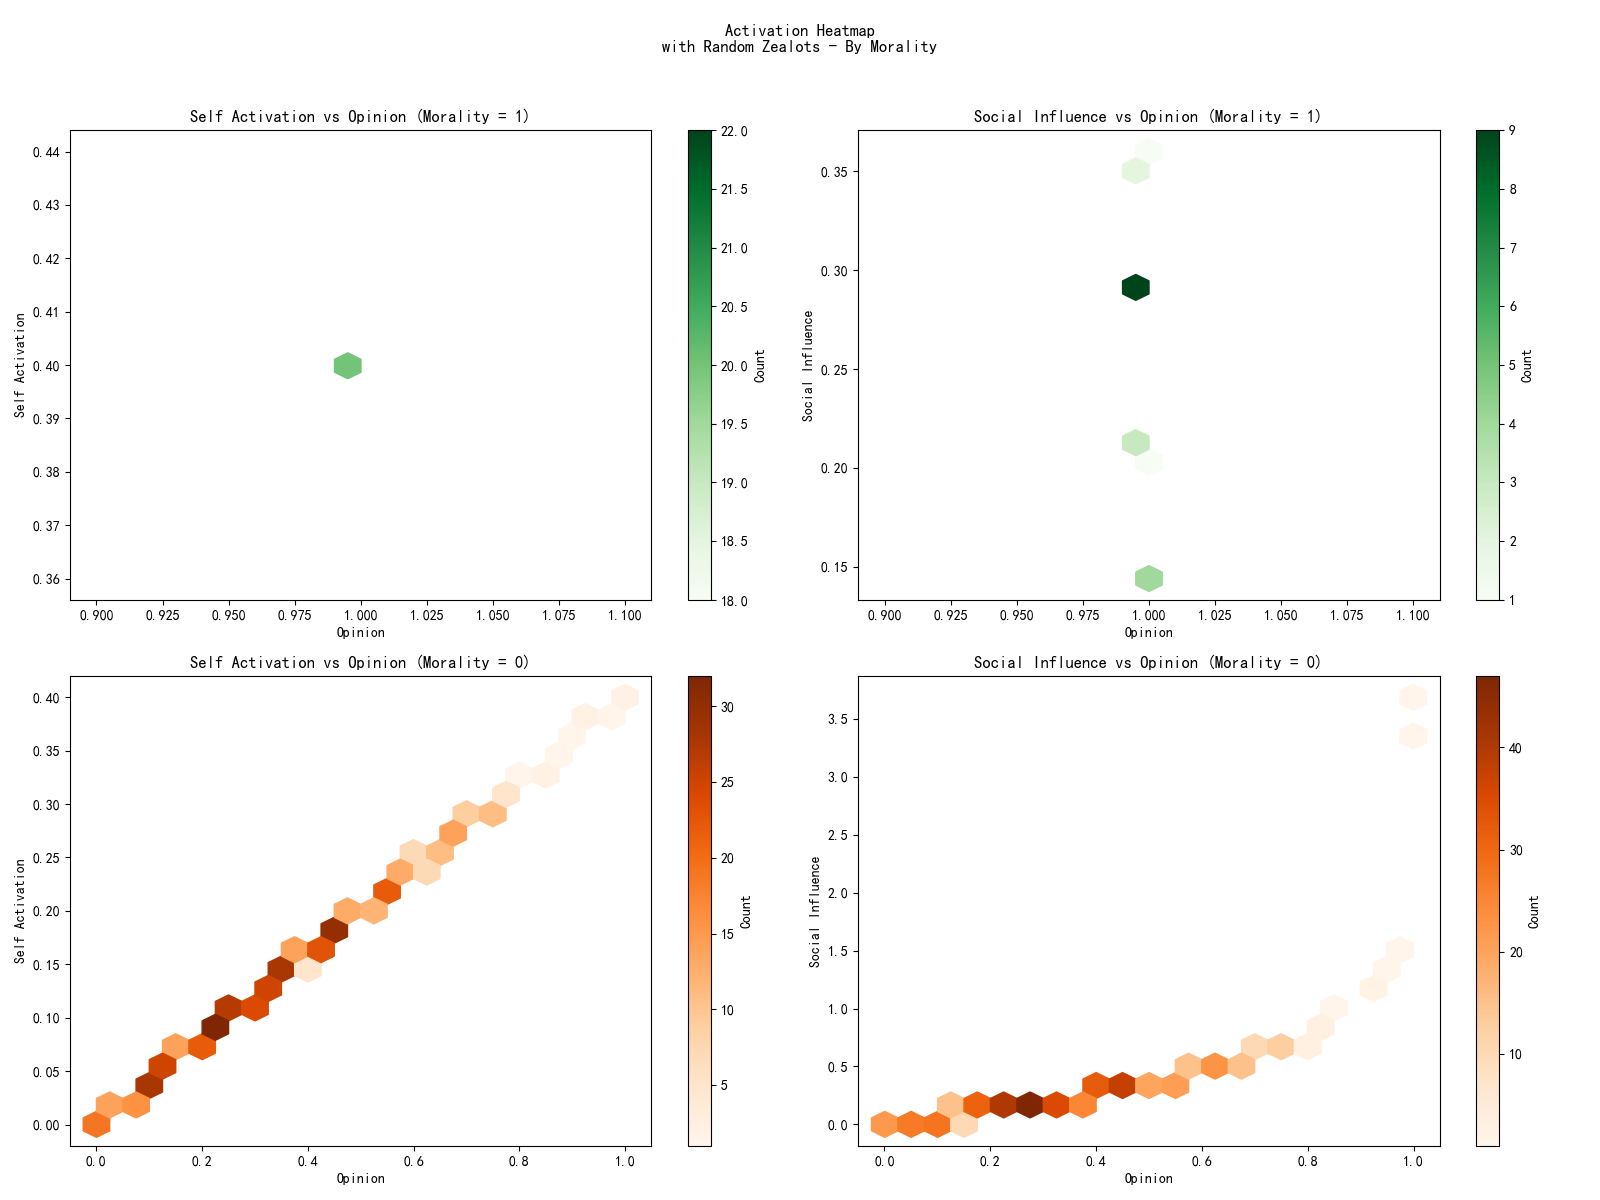 Activation Heatmap
with Random Zealots - By Morality
Self Activation vs Opinion (Morality = 1)
0.44
0.43
0.42
0.41
0.40
0.39
0.38
0.37
0.36
Self Activation
0.900 0.925 0.950 0.975 1.000 1.025 1.050 1.075 1.100
Opinion
22.0
21.5
21.0
20.5
20.0
19.5
19.0
18.5
18.0
Count
Social Influence vs Opinion (Morality = 1)
0.35
0.30
0.25
0.20
0.15
Social Influence
0.900 0.925 0.950 0.975 1.000 1.025 1.050 1.075 1.100
Opinion
9
8
7
6
5
4
3
2
1
Count
Self Activation vs Opinion (Morality = 0)
0.40
0.35
0.30
0.25
0.20
0.15
0.10
0.05
0.00
Self Activation
0.0 0.2 0.4 0.6 0.8 1.0
Opinion
30
25
20
15
10
5
Count
Social Influence vs Opinion (Morality = 0)
3.5
3.0
2.5
2.0
1.5
1.0
0.5
0.0
Social Influence
0.0 0.2 0.4 0.6 0.8 1.0
Opinion
40
30
20
10
Count